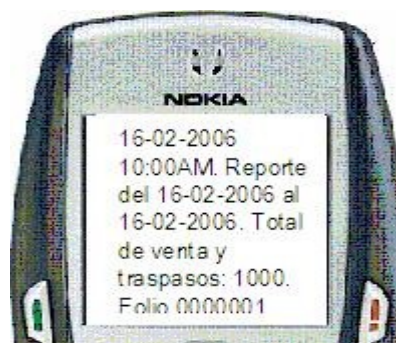 NOKIA
16-02-2006
10:00AM. Reporte
del 16-02-2006 al
16-02-2006. Total
de venta y
traspasos: 1000.
Folio 0000001